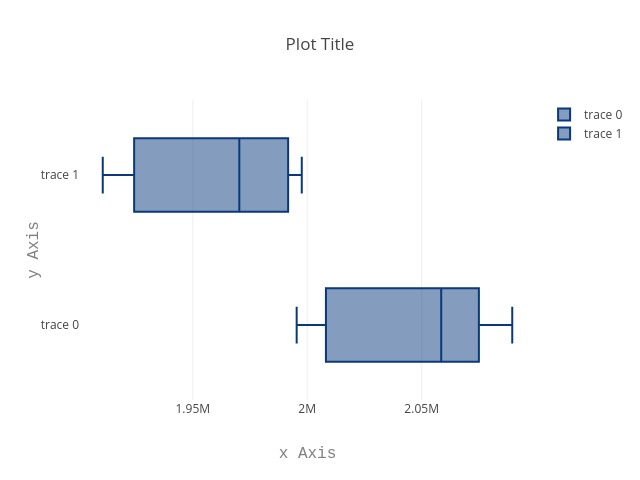 Plot Title
trace 0
trace 1
trace 1
y Axis
trace 0
1.95M
2M
2.05M
x Axis